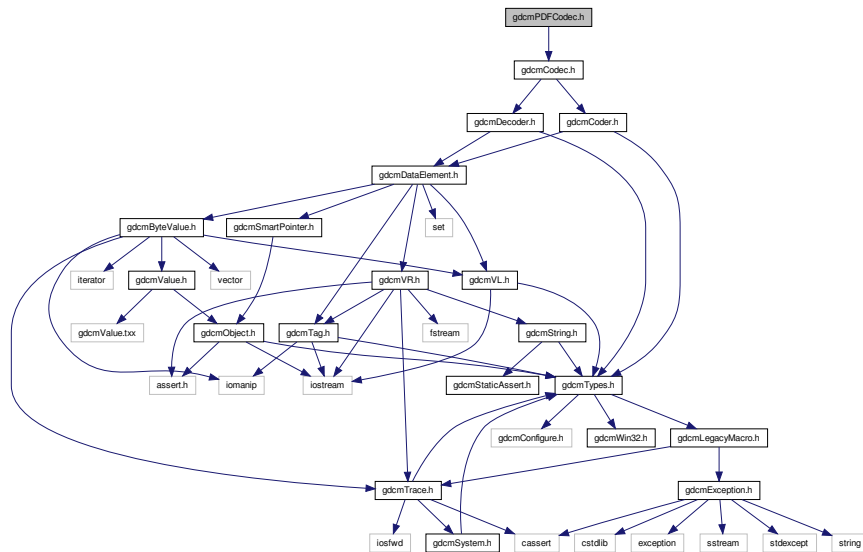 gdcmPDFCodec.h
gdcmCodec.h
gdcmDecoder.h
gdcmCoder.h
gdcmDataElement.h
gdcmByteValue.h
gdcmSmartPointer.h
set
iterator
gdcmValue.h
vector
gdcmVR.h
gdcmVL.h
gdcmValue.txx
gdcmObject.h
gdcmTag.h
fstream
gdcmString.h
assert.h
iomanip
iostream
gdcmStaticAssert.h
gdcmTypes.h
gdcmConfigure.h
gdcmWin32.h
gdcmLegacyMacro.h
gdcmTrace.h
gdcmException.h
iosfwd
gdcmSystem.h
cassert
cstdlib
exception
sstream
stdexcept
string